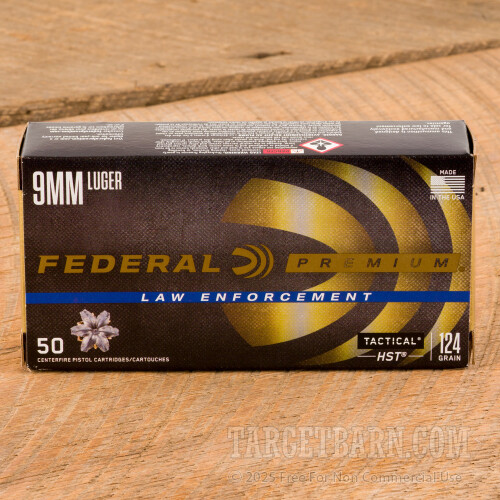 9MM LUGER
MADE
IN THE USA
FEDERAL PREMIUM
LAW ENFORCEMENT
50
CENTERFIRE PISTOL CARTRIDGES/CARTOUCHES
TACTICAL®
HST®
124
GRAIN
TARGETBARN.COM
© 2025 Free For Non Commercial Use